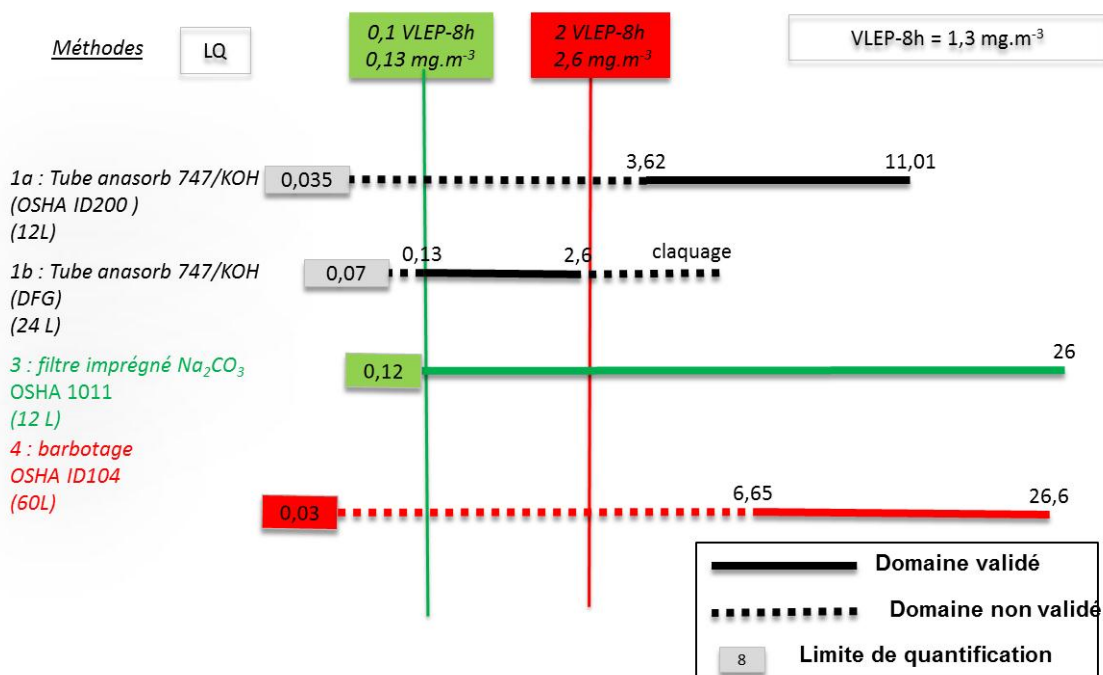 Méthodes
LQ
0,1 VLEP-8h
0,13 mg.m-3
2 VLEP-8h
2,6 mg.m-3
VLEP-8h = 1,3 mg.m-3
1a : Tube anasorb 747/KOH
(OSHA ID200 )
(12L)
0,035
3,62
11,01
1b : Tube anasorb 747/KOH
(DFG)
(24 L)
0,07
0,13
2,6
claquage
3 : filtre imprégné Na2CO3
OSHA 1011
(12 L)
0,12
26
4 : barbotage
OSHA ID104
(60L)
0,03
6,65
26,6
Domaine validé
Domaine non validé
8
Limite de quantification